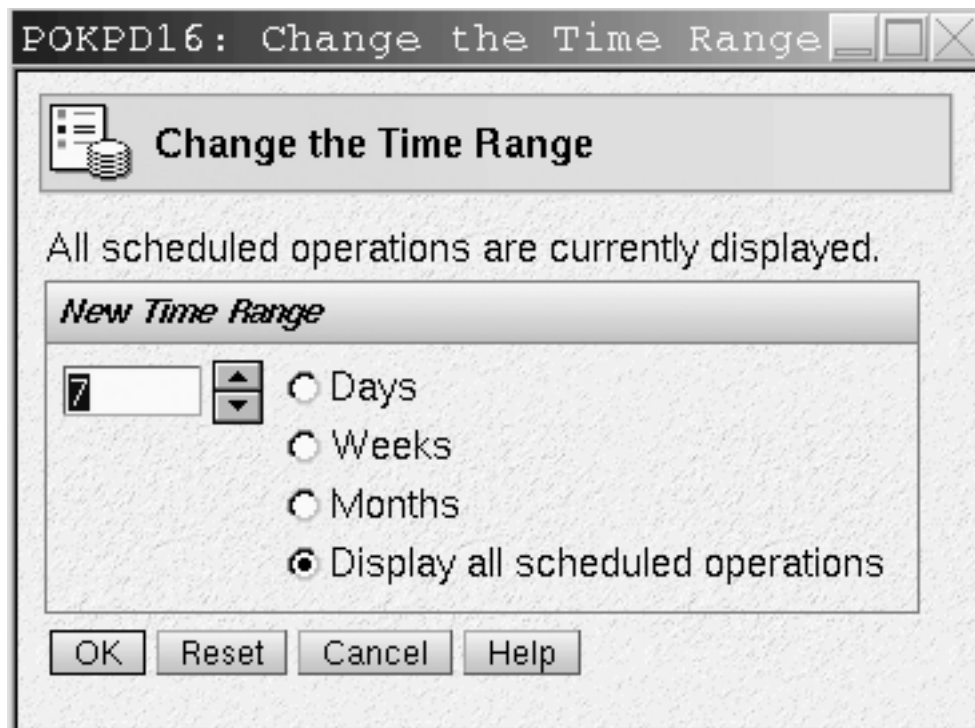 POKPD16: Change the Time Range
Change the Time Range
All scheduled operations are currently displayed.
New Time Range
7
Days
Weeks
Months
Display all scheduled operations
OK Reset Cancel Help